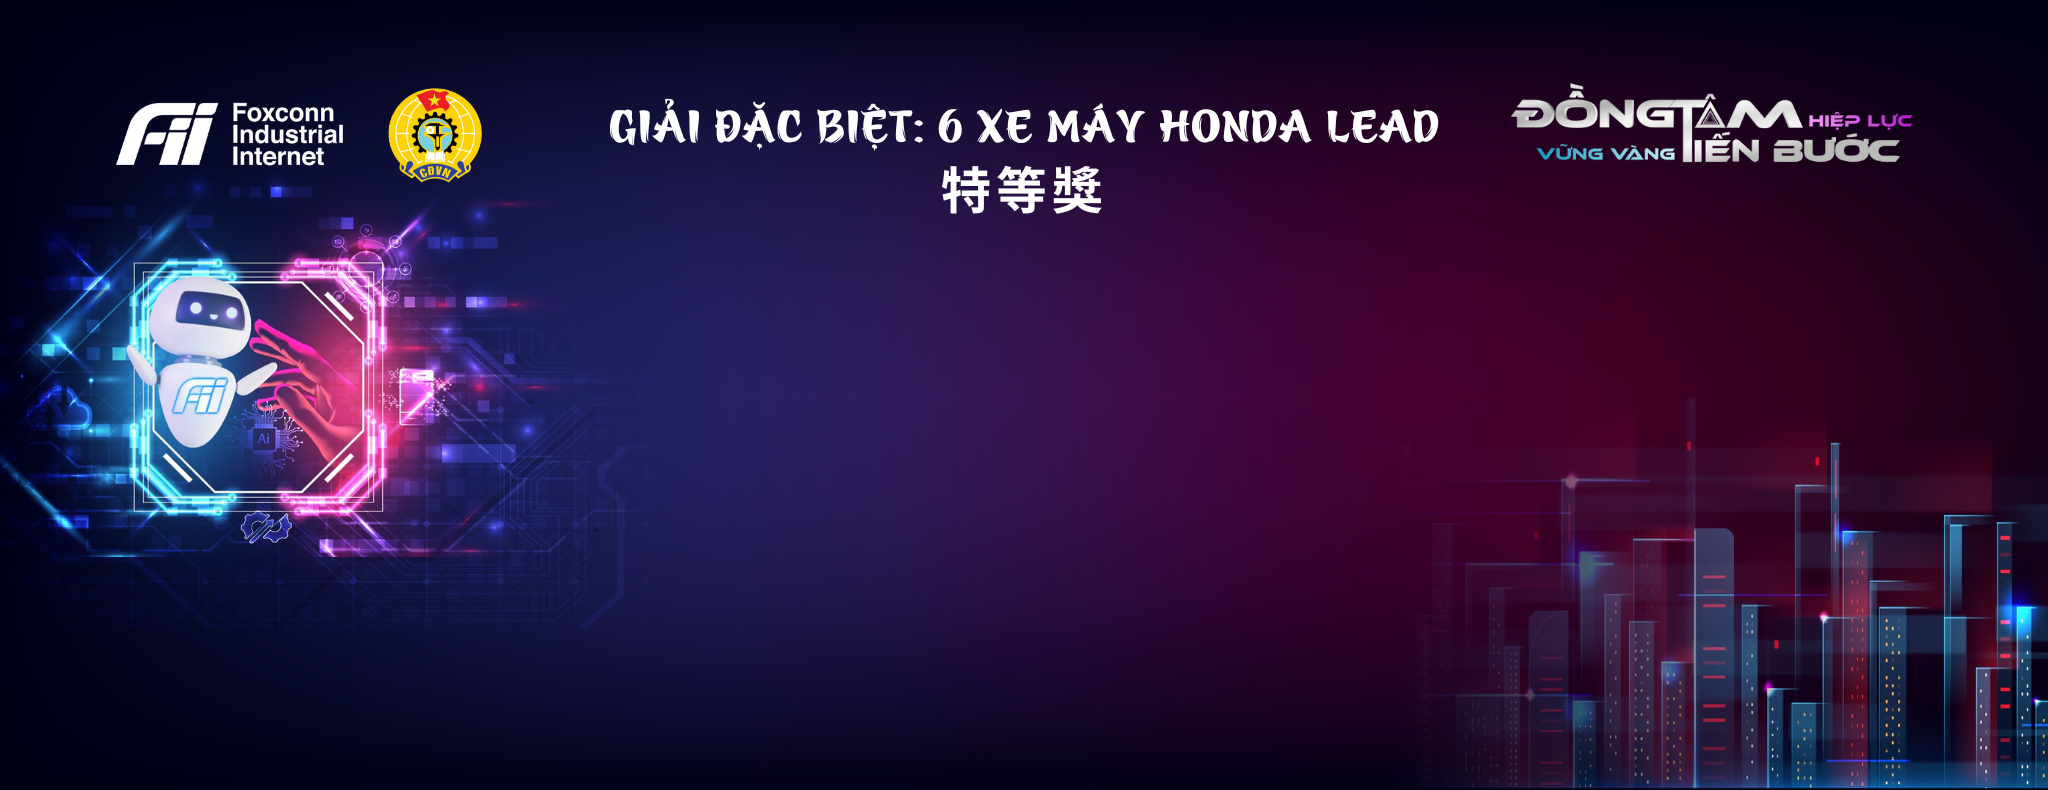 Foxconn
Industrial
Internet
CĐVN
GIẢI ĐẶC BIỆT: 6 XE MÁY HONDA LEAD
特等獎
ĐỒNG TÂM HIỆP LỰC
VỮNG VÀNG TIẾN BƯỚC
Fii
Fii
Ai